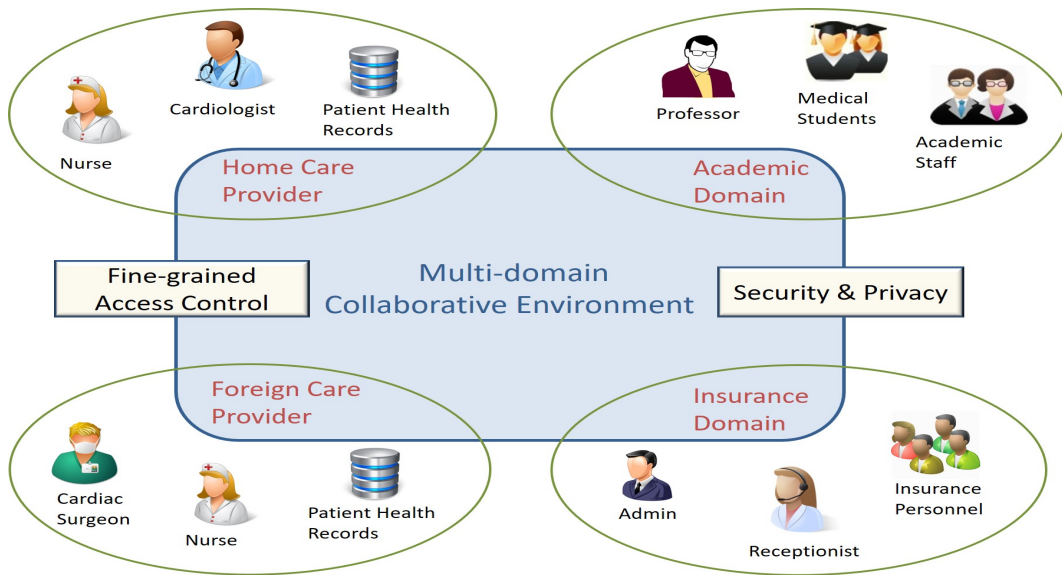 Cardiologist
Patient Health
Records
Nurse
Home Care
Provider
Professor
Medical
Students
Academic
Staff
Academic
Domain
Fine-grained
Access Control
Multi-domain
Collaborative Environment
Security & Privacy
Foreign Care
Provider
Cardiac
Surgeon
Nurse
Patient Health
Records
Insurance
Domain
Admin
Receptionist
Insurance
Personnel